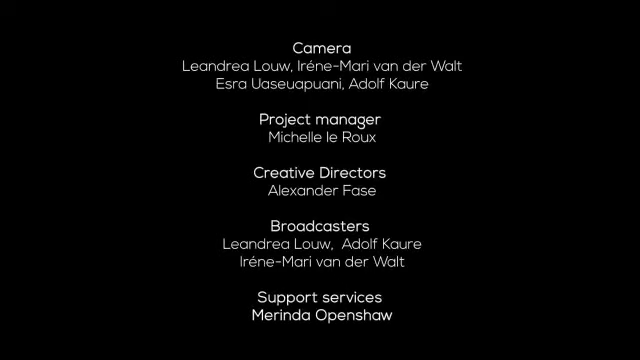 Camera
Leandrea Louw, Iréne-Mari van der Walt
Esra Uaseuapuani, Adolf Kaure
Project manager
Michelle le Roux
Creative Directors
Alexander Fase
Broadcasters
Leandrea Louw,  Adolf Kaure
Iréne-Mari van der Walt
Support services
Merinda Openshaw